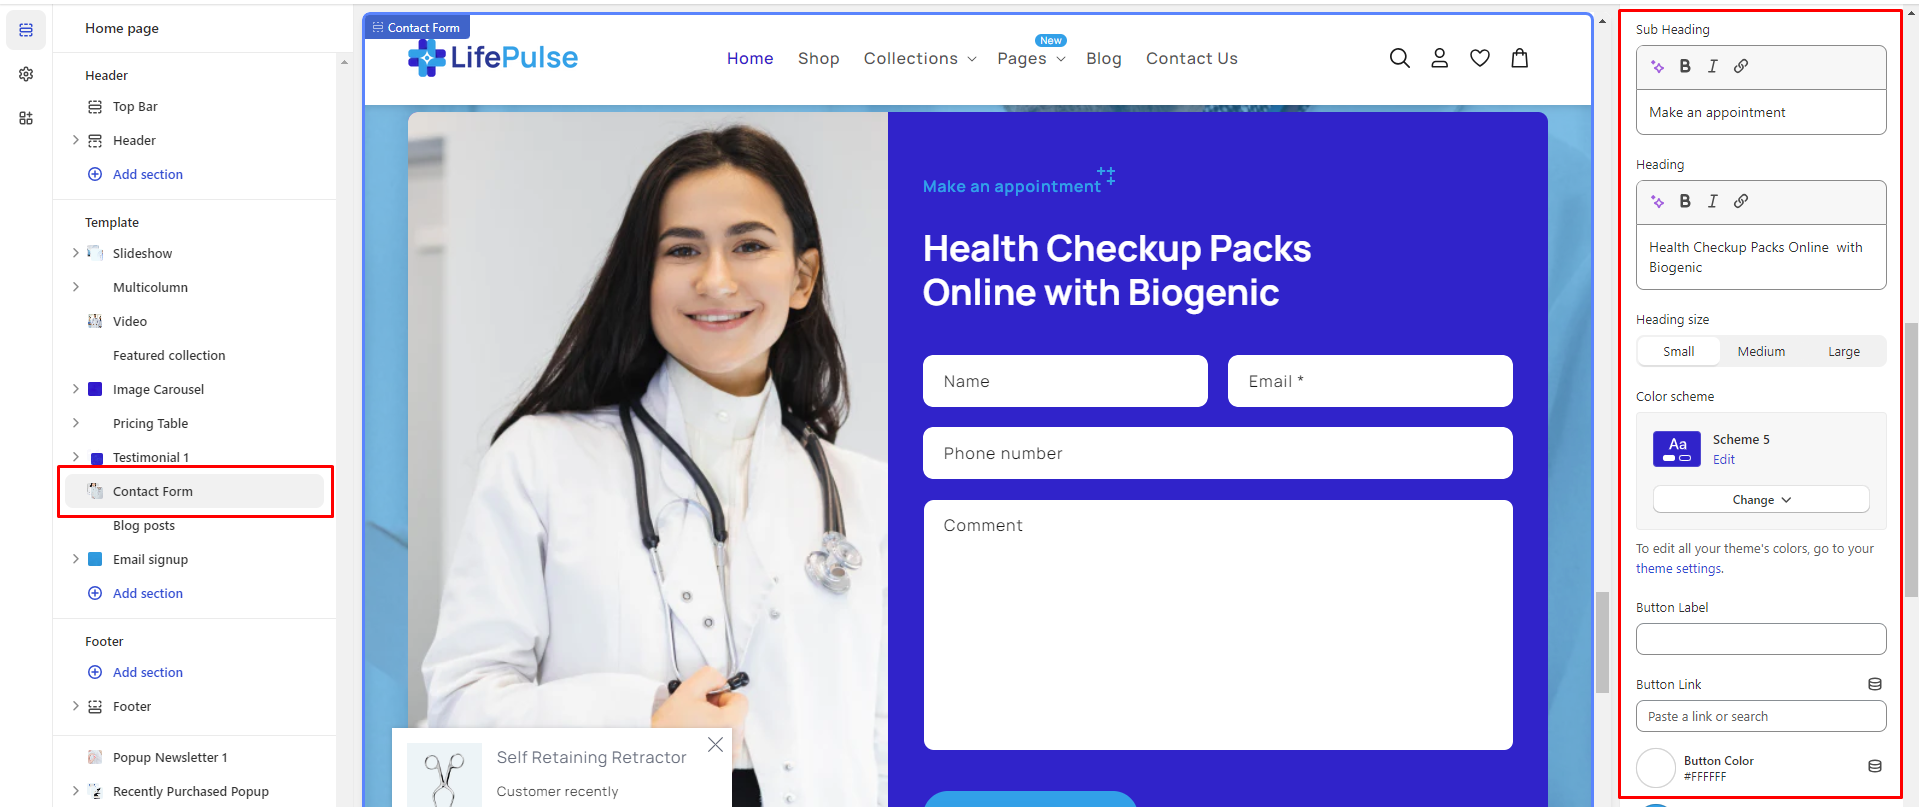 Home page
Header
Top Bar
Header
Add section
Template
Slideshow
Multicolumn
Video
Featured collection
Image Carousel
Pricing Table
Testimonial 1
Contact Form
Blog posts
Email signup
Add section
Footer
Add section
Footer
Popup Newsletter 1
Recently Purchased Popup
Contact Form
LifePulse
Home Shop Collections Pages New Blog Contact Us
Make an appointment
Health Checkup Packs
Online with Biogenic
Name
Email *
Phone number
Comment
Self Retaining Retractor
Customer recently
Sub Heading
B I
Make an appointment
Heading
B I
Health Checkup Packs Online with
Biogenic
Heading size
Small Medium Large
Color scheme
Aa
Scheme 5
Edit
Change
To edit all your theme's colors, go to your
theme settings.
Button Label
Button Link
Paste a link or search
Button Color
#FFFFFF